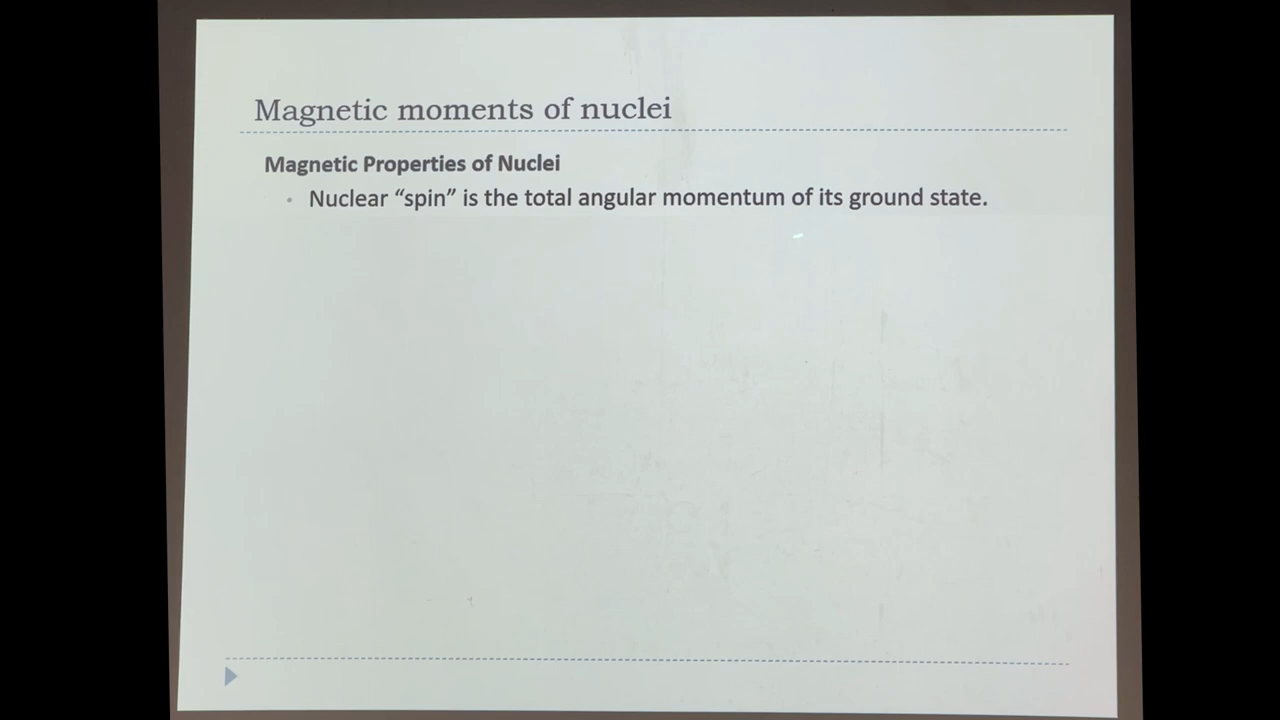 Magnetic moments of nuclei
Magnetic Properties of Nuclei
• Nuclear “spin” is the total angular momentum of its ground state.